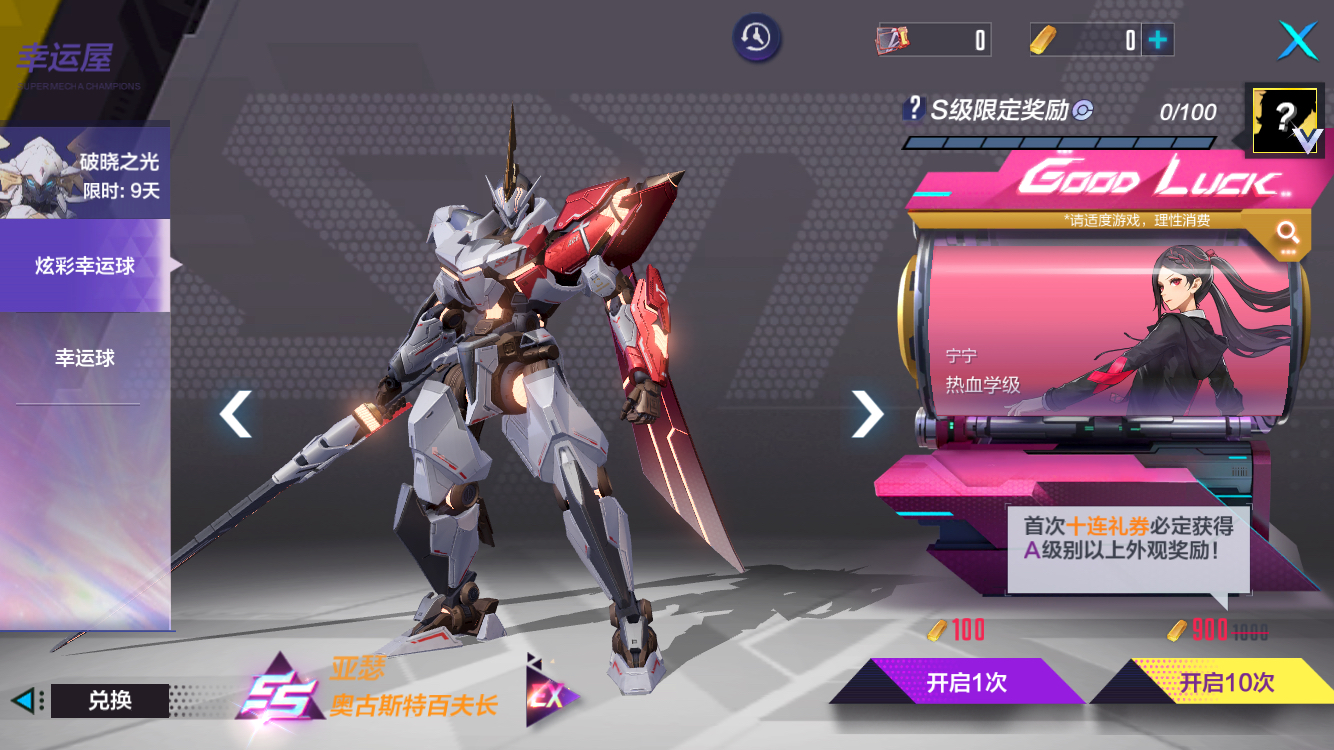 幸运屋
SUPER MECHA CHAMPIONS
0
0
?
S级限定奖励
0/100
?
破晓之光
限时: 9天
GOOD LUCK..
*请适度游戏，理性消费
炫彩幸运球
宁宁
热血学级
幸运球
首次十连礼券必定获得
A级别以上外观奖励！
100
900 1000
亚瑟
SS
奥古斯特百夫长
EX
兑换
开启1次
开启10次